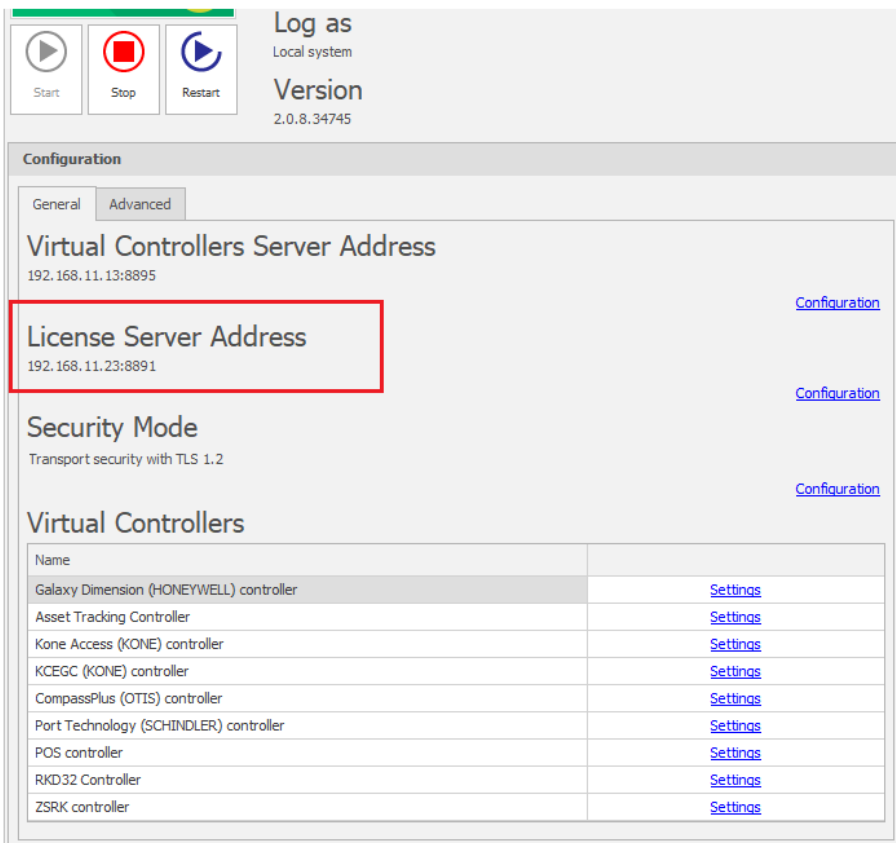 Log as
Local system
Start
Stop
Restart
Version
2.0.8.34745
Configuration
General
Advanced
Virtual Controllers Server Address
192.168.11.13:8895
Configuration
License Server Address
192.168.11.23:8891
Configuration
Security Mode
Transport security with TLS 1.2
Configuration
Virtual Controllers
Name
Galaxy Dimension (HONEYWELL) controller Settings
Asset Tracking Controller Settings
Kone Access (KONE) controller Settings
KCEGC (KONE) controller Settings
CompassPlus (OTIS) controller Settings
Port Technology (SCHINDLER) controller Settings
POS controller Settings
RKD32 Controller Settings
ZSRK controller Settings